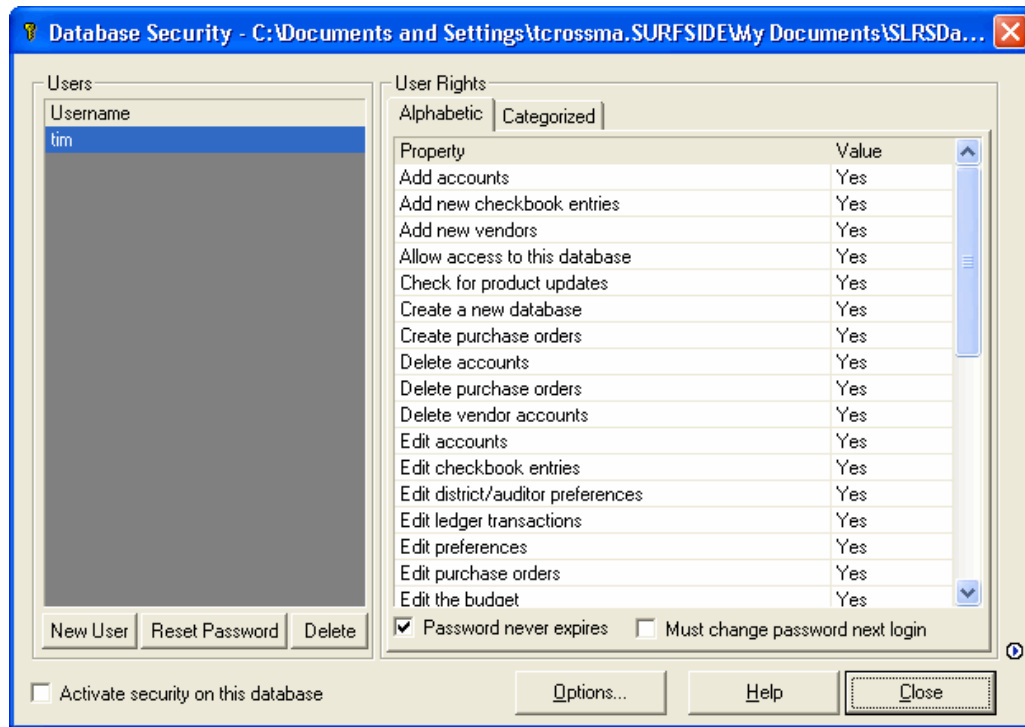 Database Security - C:\Documents and Settings\tcrossma.SURFSIDE\My Documents\SLRSDa...
Users
Username
tim
New User Reset Password Delete
User Rights
Alphabetic Categorized
Property Value
Add accounts Yes
Add new checkbook entries Yes
Add new vendors Yes
Allow access to this database Yes
Check for product updates Yes
Create a new database Yes
Create purchase orders Yes
Delete accounts Yes
Delete purchase orders Yes
Delete vendor accounts Yes
Edit accounts Yes
Edit checkbook entries Yes
Edit district/auditor preferences Yes
Edit ledger transactions Yes
Edit preferences Yes
Edit purchase orders Yes
Edit the budget Yes
Password never expires Must change password next login
Activate security on this database Options... Help Close